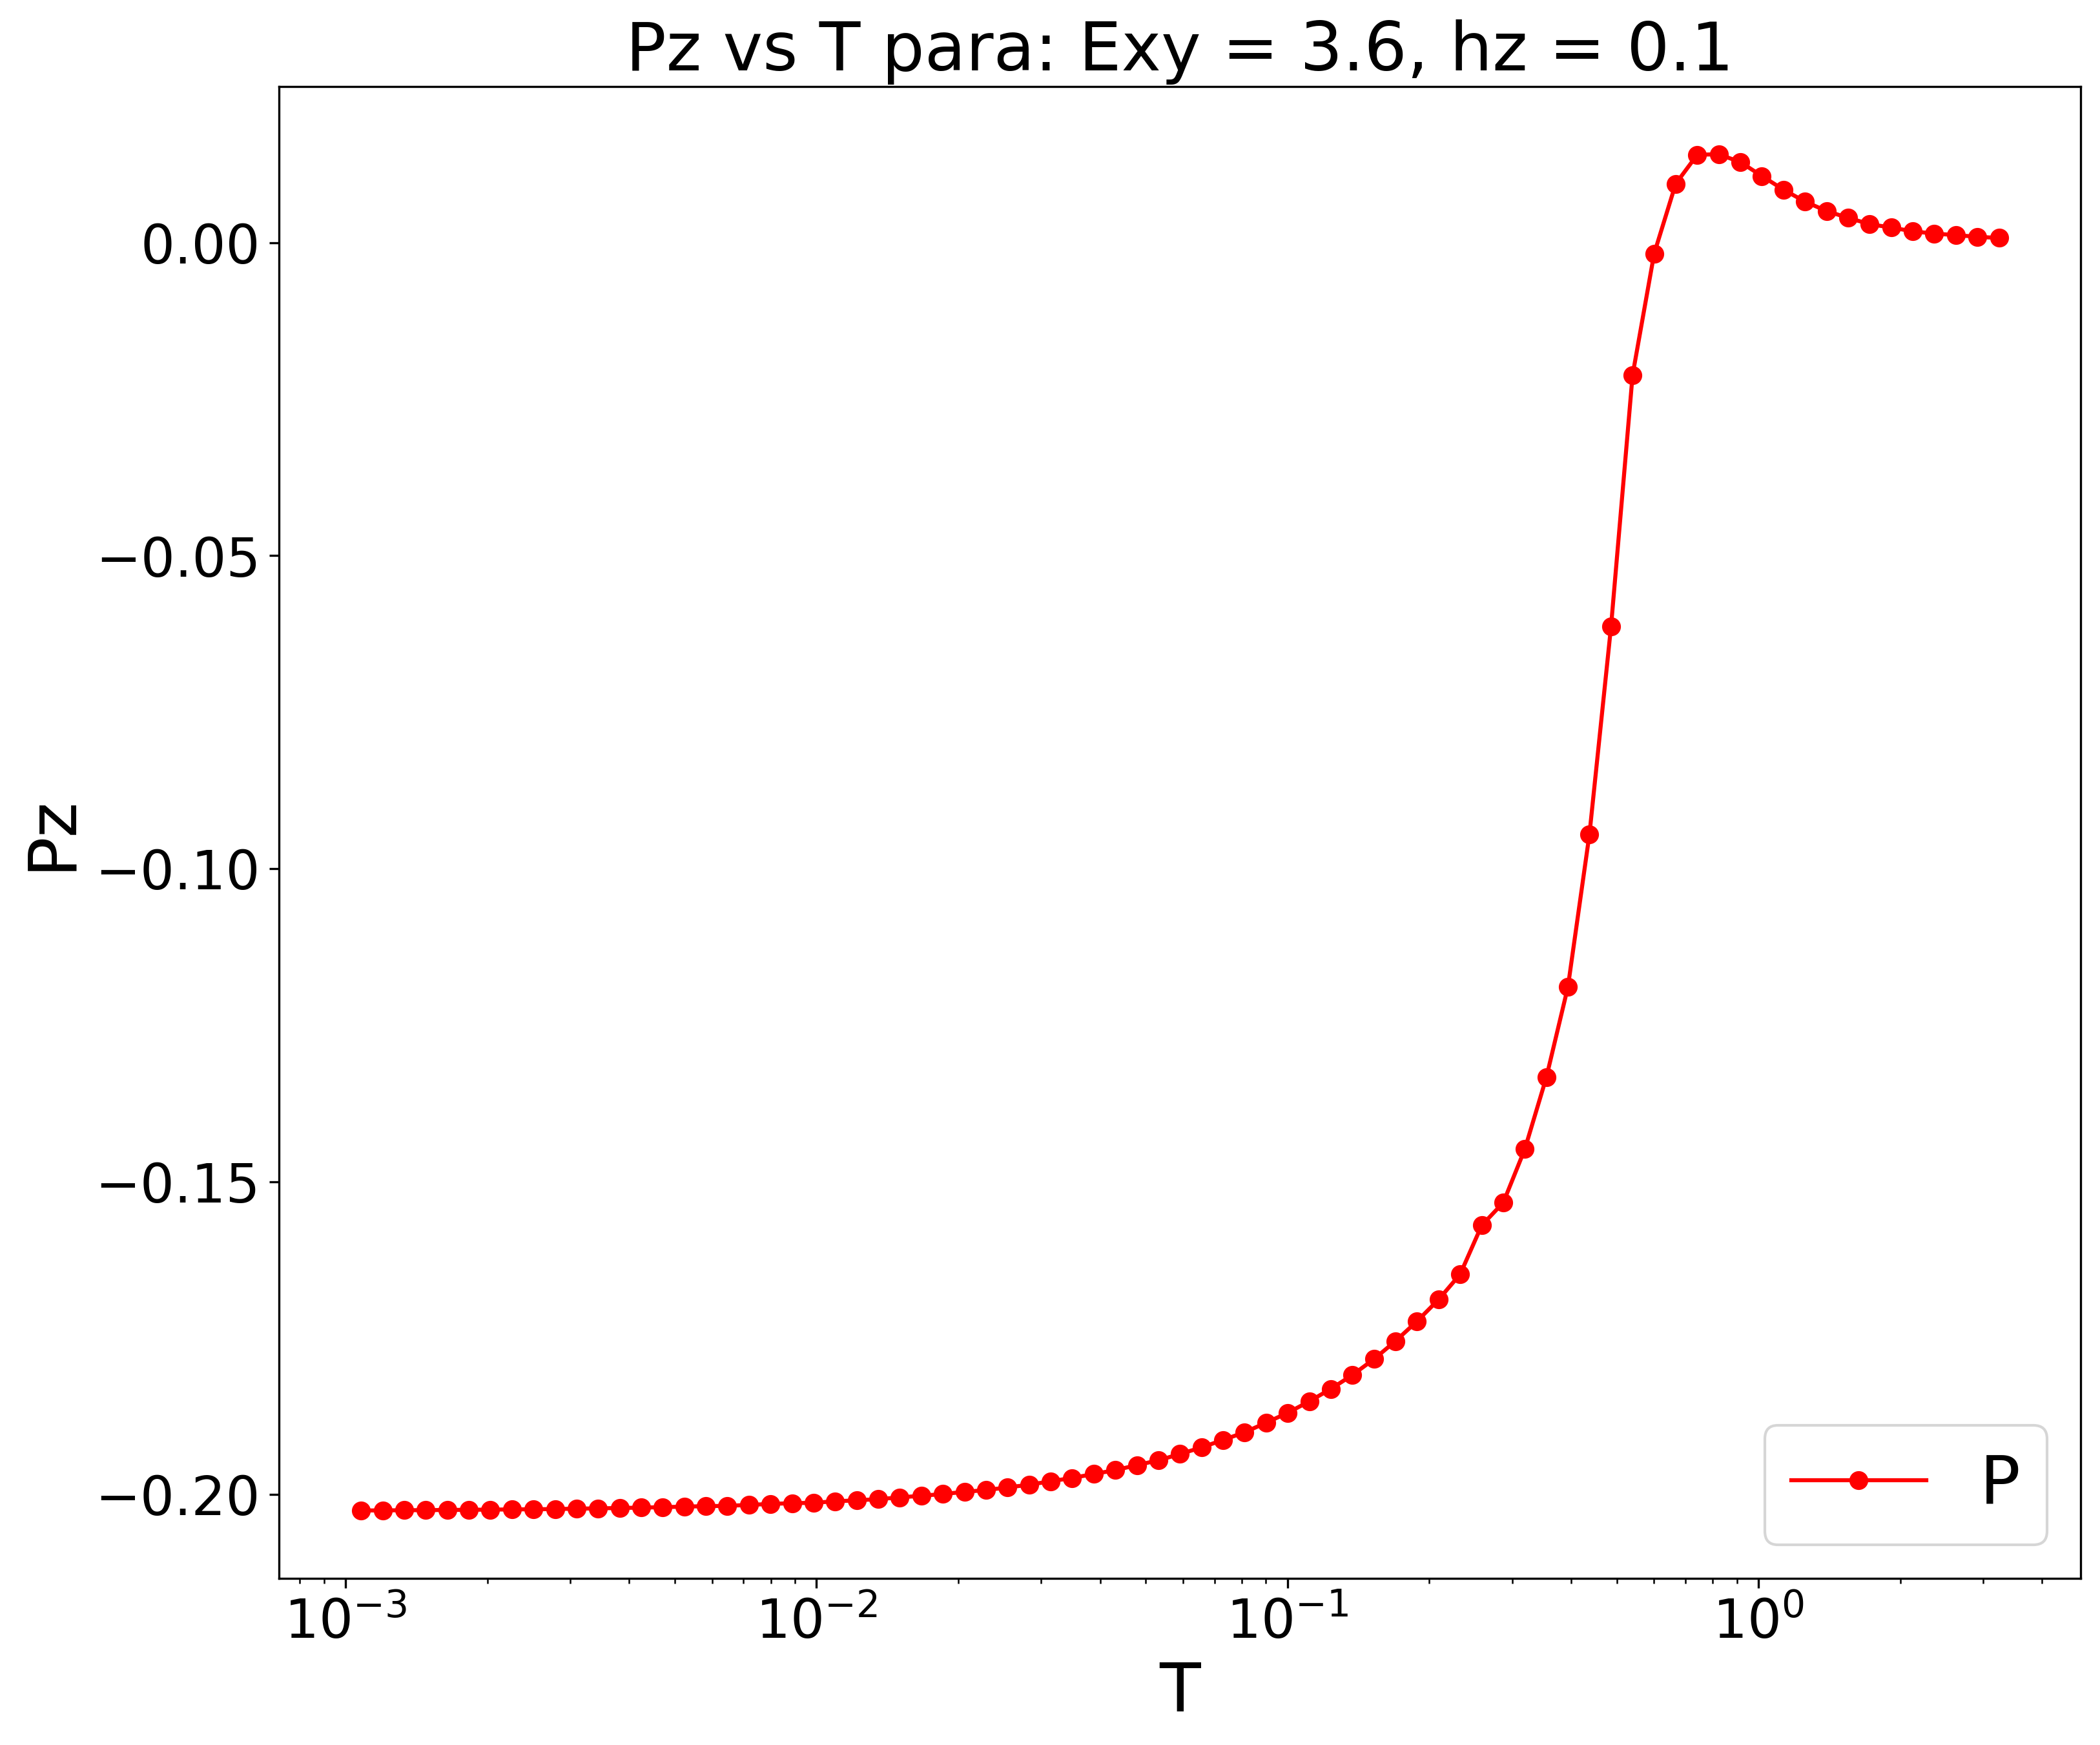 Pz vs T para: Exy = 3.6, hz = 0.1
Pz
0.00
−0.05
−0.10
−0.15
−0.20
P
10⁻³ 10⁻² 10⁻¹ 10⁰
T